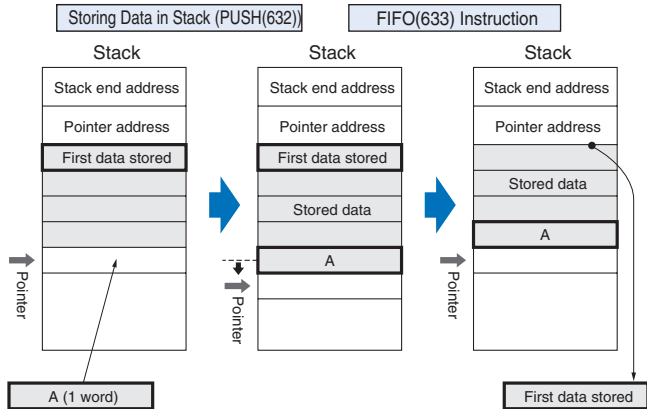 Storing Data in Stack (PUSH(632))
FIFO(633) Instruction
Stack
Stack end address
Pointer address
First data stored
Pointer
A (1 word)
Stack
Stack end address
Pointer address
First data stored
Stored data
A
Pointer
Stack
Stack end address
Pointer address
Stored data
A
Pointer
First data stored